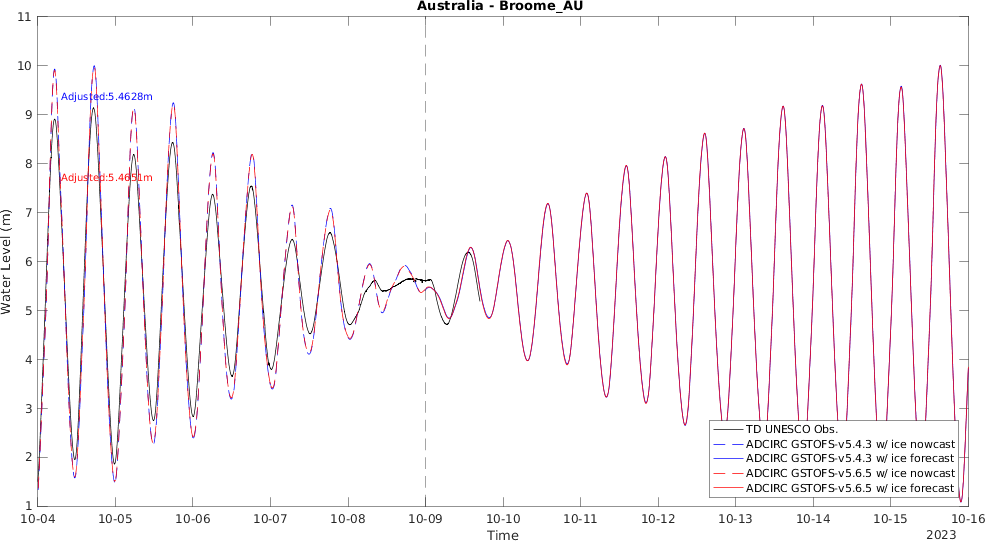 Australia - Broome_AU
11
10
9
8
7
6
5
4
3
2
1
Water Level (m)
Adjusted:5.4628m
Adjusted:5.4651m
TD UNESCO Obs.
ADCIRC GSTOFS-v5.4.3 w/ ice nowcast
ADCIRC GSTOFS-v5.4.3 w/ ice forecast
ADCIRC GSTOFS-v5.6.5 w/ ice nowcast
ADCIRC GSTOFS-v5.6.5 w/ ice forecast
10-04 10-05 10-06 10-07 10-08 10-09 10-10 10-11 10-12 10-13 10-14 10-15 10-16
Time
2023